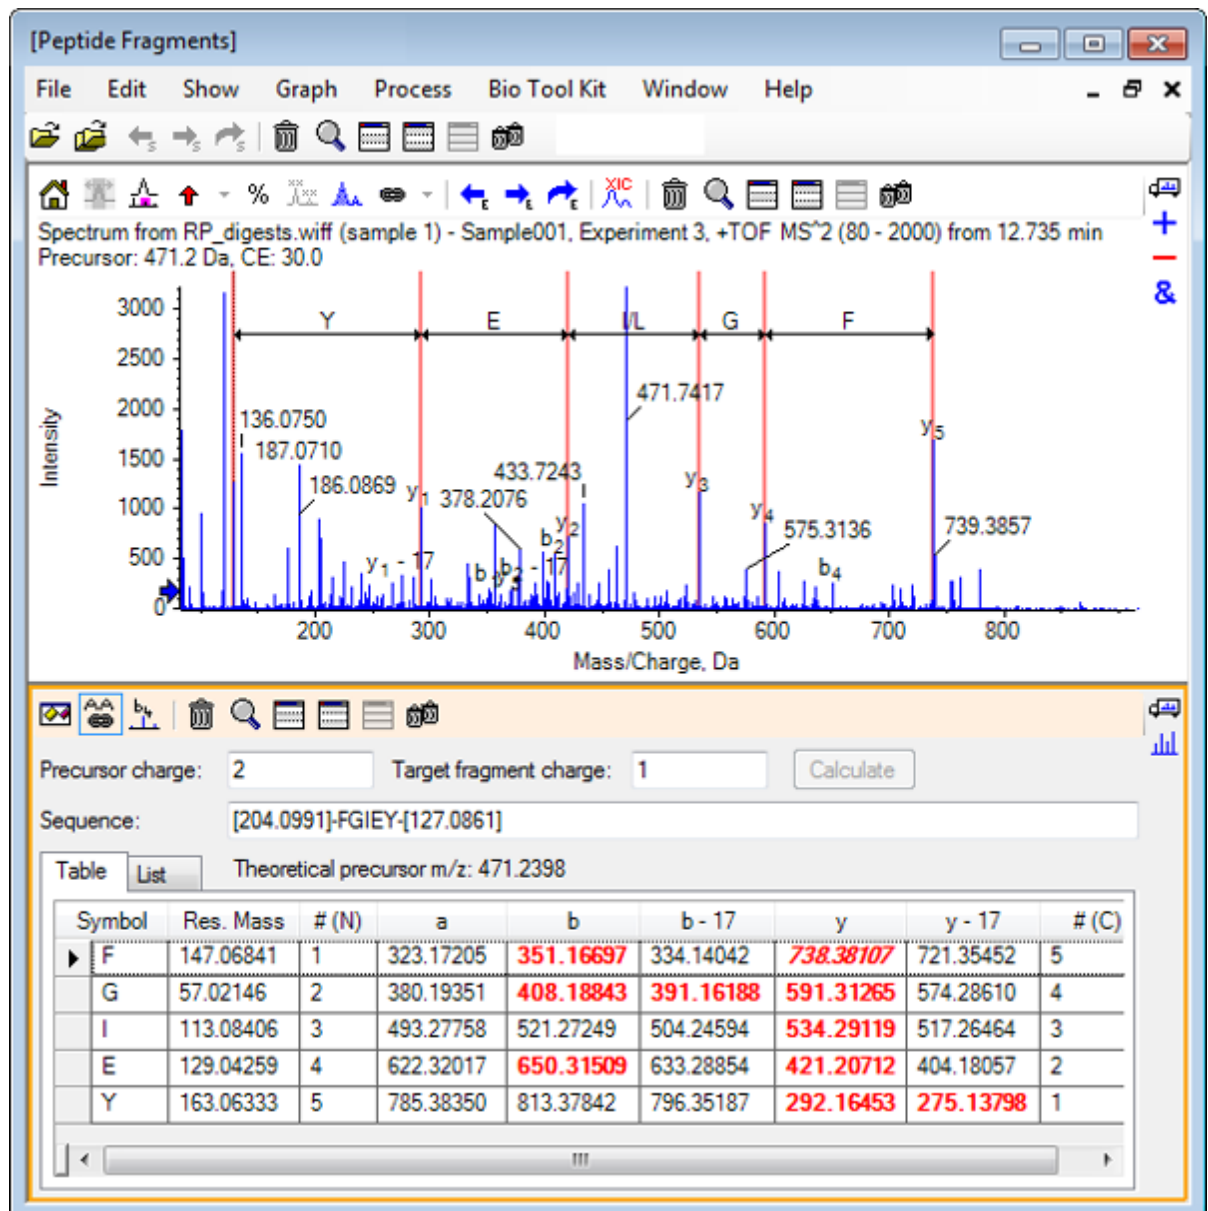 [Peptide Fragments]
File Edit Show Graph Process Bio Tool Kit Window Help
% XIC
Spectrum from RP_digests.wiff (sample 1) - Sample001, Experiment 3, +TOF MS^2 (80 - 2000) from 12.735 min
Precursor: 471.2 Da, CE: 30.0
Intensity
3000
2500
2000
1500
1000
500
0
Y E I/L G F
471.7417
136.0750
187.0710
186.0869
433.7243
378.2076
575.3136
739.3857
y1 - 17
y1
b2 - 17
b2
y2
y3
y4
b4
y5
200 300 400 500 600 700 800
Mass/Charge, Da
Precursor charge: 2 Target fragment charge: 1 Calculate
Sequence: [204.0991]-FGIEY-[127.0861]
Table List Theoretical precursor m/z: 471.2398
Symbol Res. Mass # (N) a b b - 17 y y - 17 # (C)
F 147.06841 1 323.17205 351.16697 334.14042 738.38107 721.35452 5
G 57.02146 2 380.19351 408.18843 391.16188 591.31265 574.28610 4
I 113.08406 3 493.27758 521.27249 504.24594 534.29119 517.26464 3
E 129.04259 4 622.32017 650.31509 633.28854 421.20712 404.18057 2
Y 163.06333 5 785.38350 813.37842 796.35187 292.16453 275.13798 1